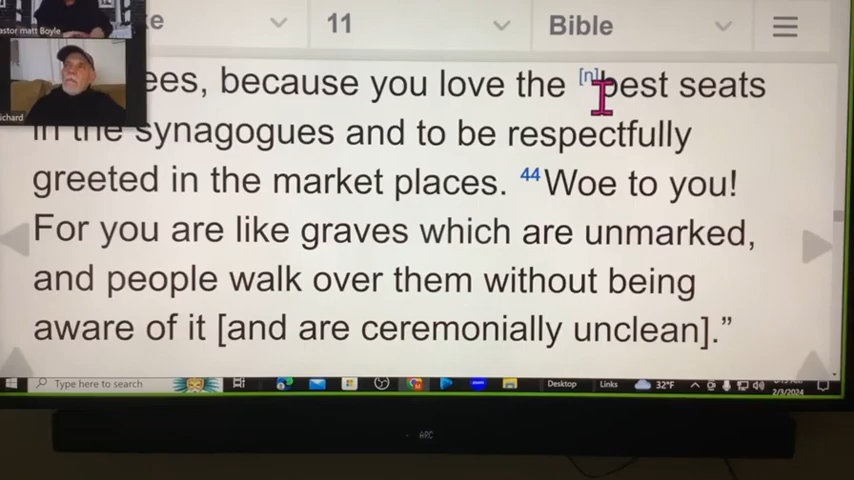 astor matt Boyle
ke 11 Bible
ichard
ees, because you love the [n]best seats
in the synagogues and to be respectfully
greeted in the market places. 44 Woe to you!
For you are like graves which are unmarked,
and people walk over them without being
aware of it [and are ceremonially unclean].”
Type here to search Desktop Links 32°F
2/3/2024
ARC